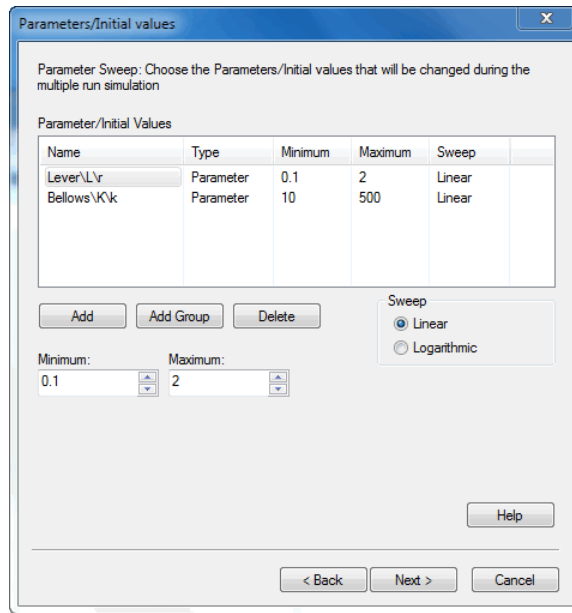 Parameters/Initial values
X
Parameter Sweep: Choose the Parameters/Initial values that will be changed during the
multiple run simulation
Parameter/Initial Values
Name Type Minimum Maximum Sweep
Lever\L\r Parameter 0.1 2 Linear
Bellows\K\k Parameter 10 500 Linear
Add Add Group Delete
Sweep
Linear
Logarithmic
Minimum: Maximum:
0.1 2
Help
< Back Next > Cancel